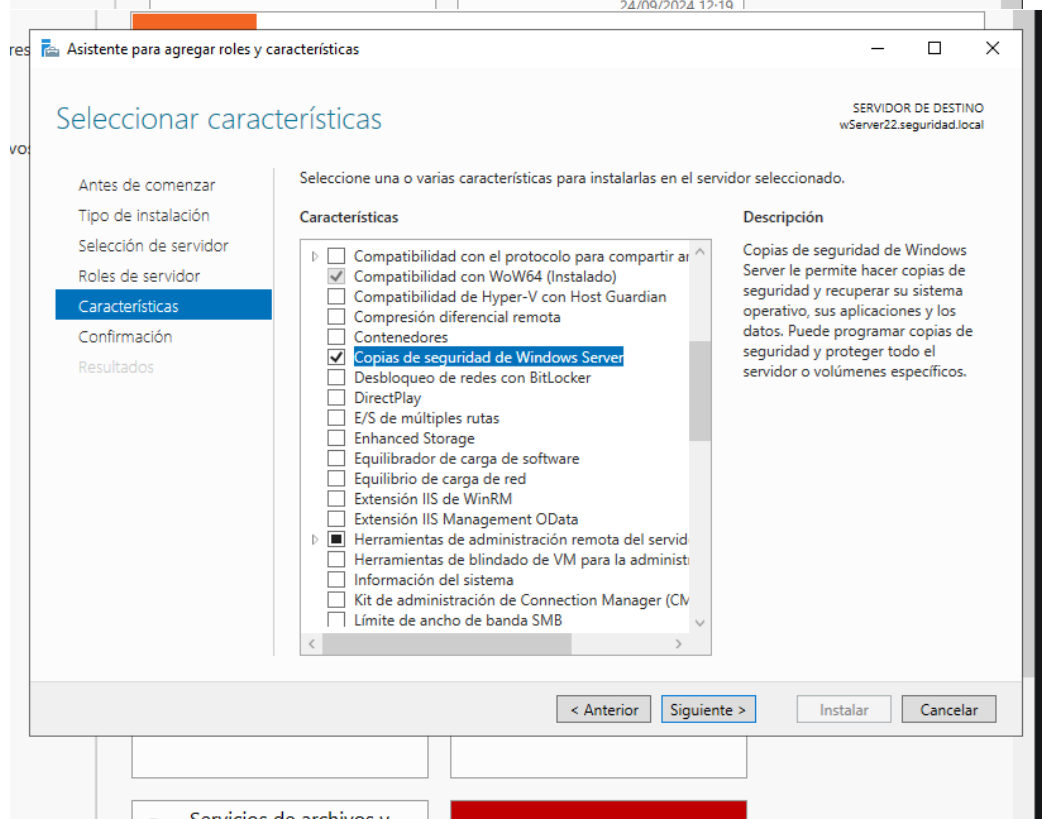 24/09/2024 12:19
res
Asistente para agregar roles y características
Seleccionar características
SERVIDOR DE DESTINO
wServer22.seguridad.local
vos
Antes de comenzar
Tipo de instalación
Selección de servidor
Roles de servidor
Características
Confirmación
Resultados
Seleccione una o varias características para instalarlas en el servidor seleccionado.
Características
Compatibilidad con el protocolo para compartir ar
Compatibilidad con WoW64 (Instalado)
Compatibilidad de Hyper-V con Host Guardian
Compresión diferencial remota
Contenedores
Copias de seguridad de Windows Server
Desbloqueo de redes con BitLocker
DirectPlay
E/S de múltiples rutas
Enhanced Storage
Equilibrador de carga de software
Equilibrio de carga de red
Extensión IIS de WinRM
Extensión IIS Management OData
Herramientas de administración remota del servid
Herramientas de blindado de VM para la administ
Información del sistema
Kit de administración de Connection Manager (CM
Límite de ancho de banda SMB
Descripción
Copias de seguridad de Windows
Server le permite hacer copias de
seguridad y recuperar su sistema
operativo, sus aplicaciones y los
datos. Puede programar copias de
seguridad y proteger todo el
servidor o volúmenes específicos.
< Anterior
Siguiente >
Instalar
Cancelar
Servicios de archivos y